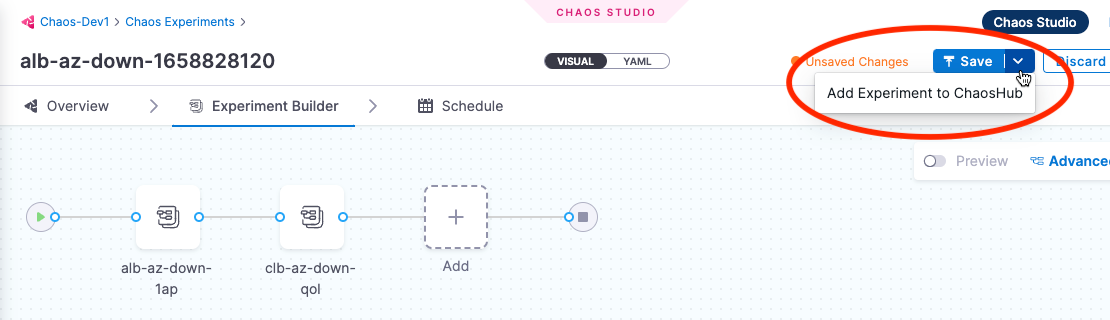 CHAOS STUDIO
Chaos-Dev1 > Chaos Experiments >
Chaos Studio
alb-az-down-1658828120
VISUAL YAML
Unsaved Changes
Save
Discard
Add Experiment to ChaosHub
Overview
Experiment Builder
Schedule
Preview
Advanced
alb-az-down-
1ap
clb-az-down-
qol
Add